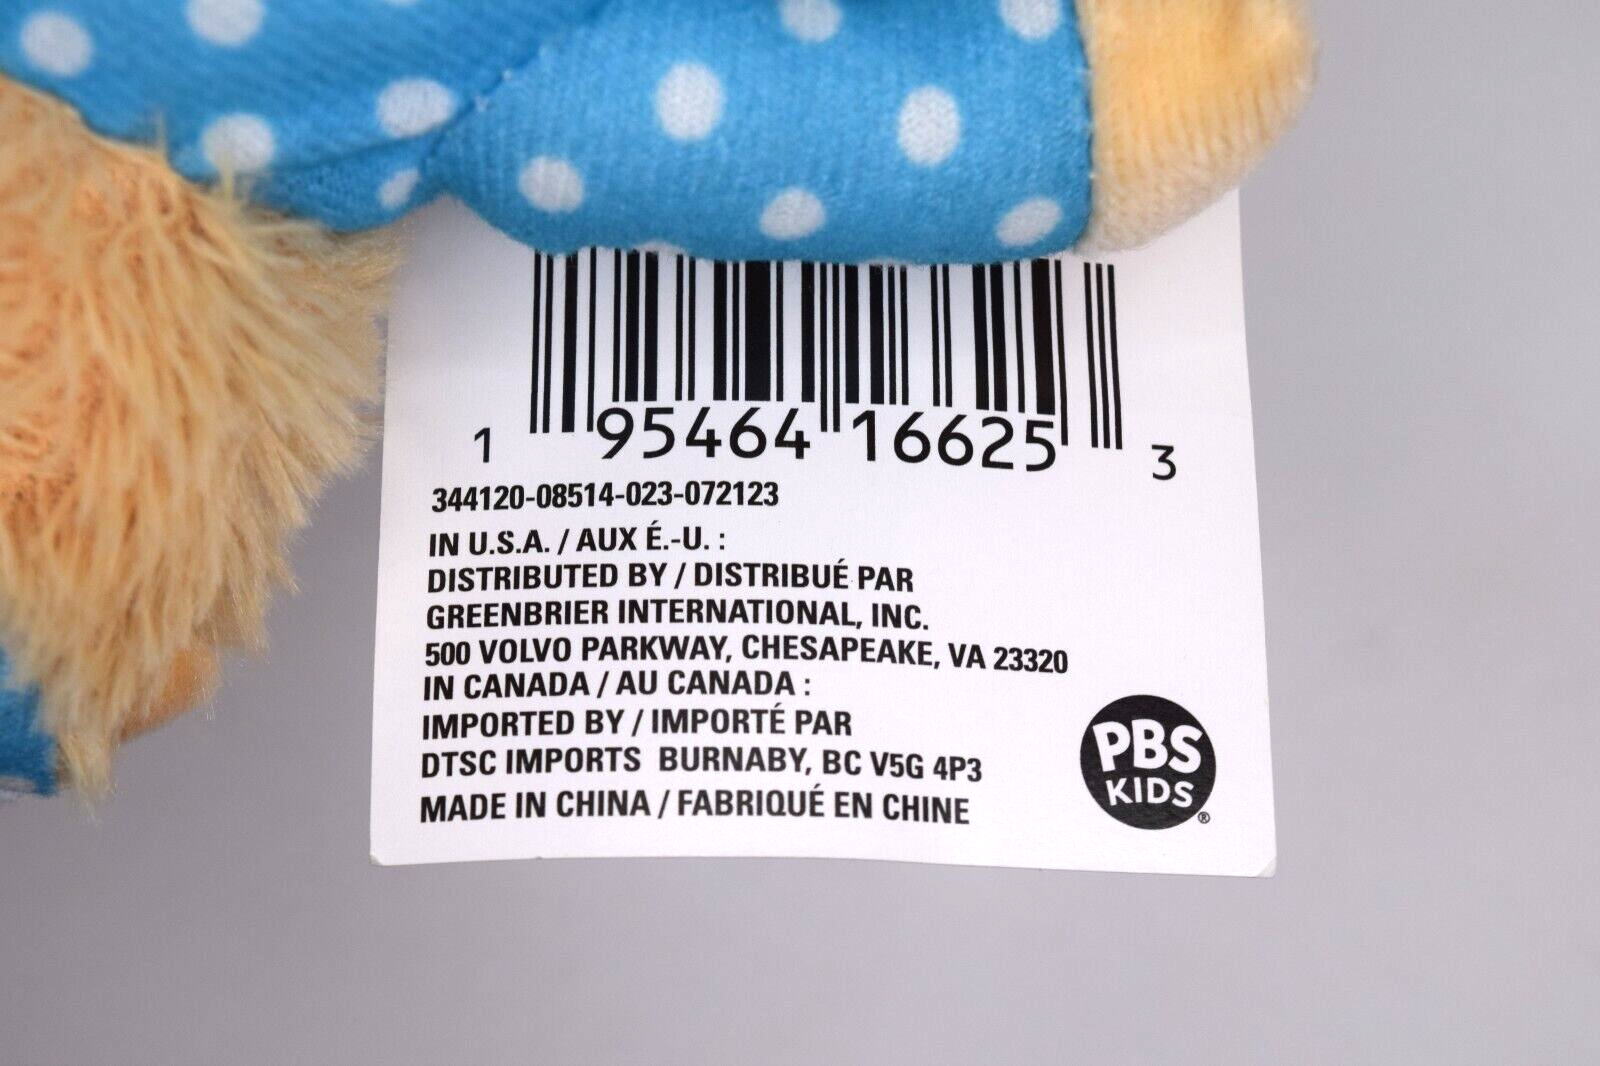 1 95464 16625 3
344120-08514-023-072123
IN U.S.A. / AUX É.-U. :
DISTRIBUTED BY / DISTRIBUÉ PAR
GREENBRIER INTERNATIONAL, INC.
500 VOLVO PARKWAY, CHESAPEAKE, VA 23320
IN CANADA / AU CANADA :
IMPORTED BY / IMPORTÉ PAR
DTSC IMPORTS BURNABY, BC V5G 4P3
MADE IN CHINA / FABRIQUÉ EN CHINE
PBS
KIDS®